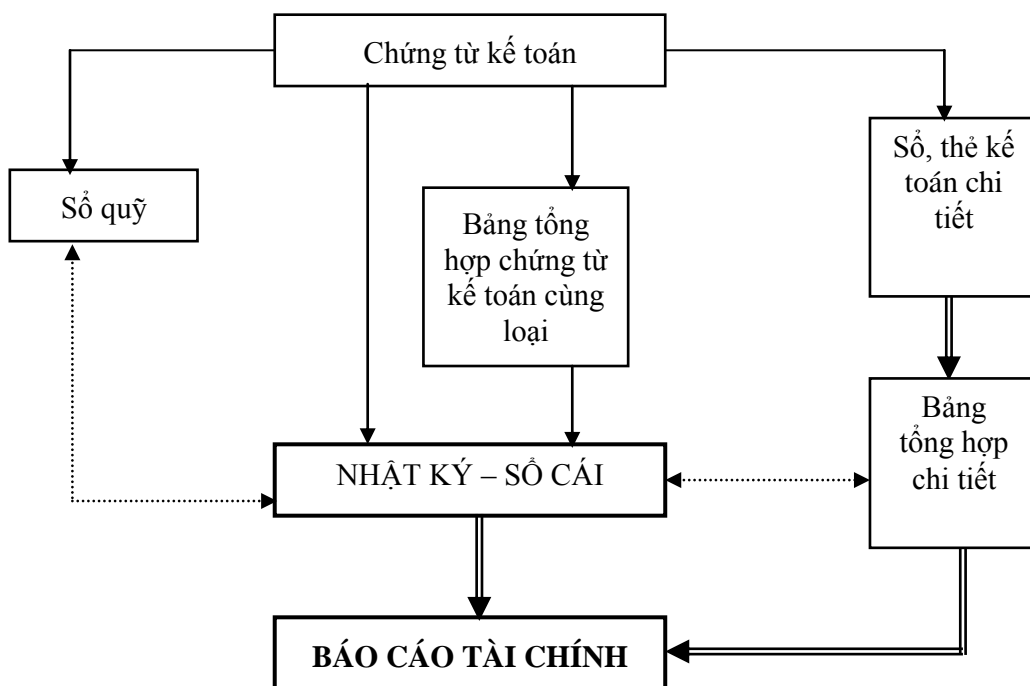 Chứng từ kế toán
Sổ quỹ
Bảng tổng
hợp chứng từ
kế toán cùng
loại
Sổ, thẻ kế
toán chi
tiết
NHẬT KÝ – SỔ CÁI
Bảng
tổng hợp
chi tiết
BÁO CÁO TÀI CHÍNH